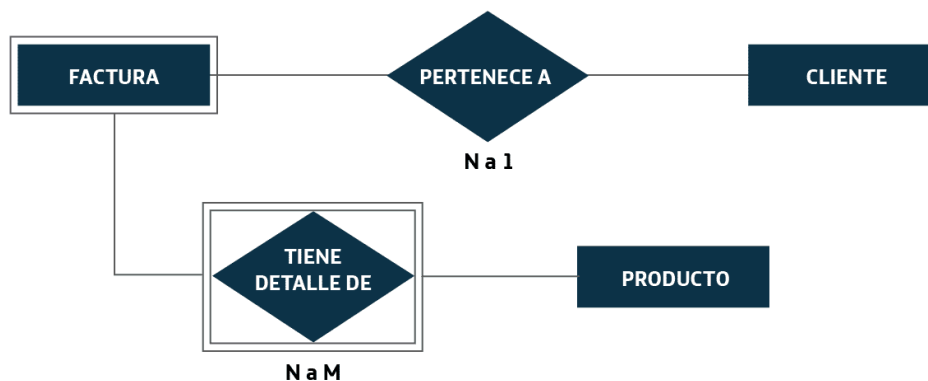 FACTURA
PERTENECE A
CLIENTE
N a 1
TIENE
DETALLE DE
PRODUCTO
N a M